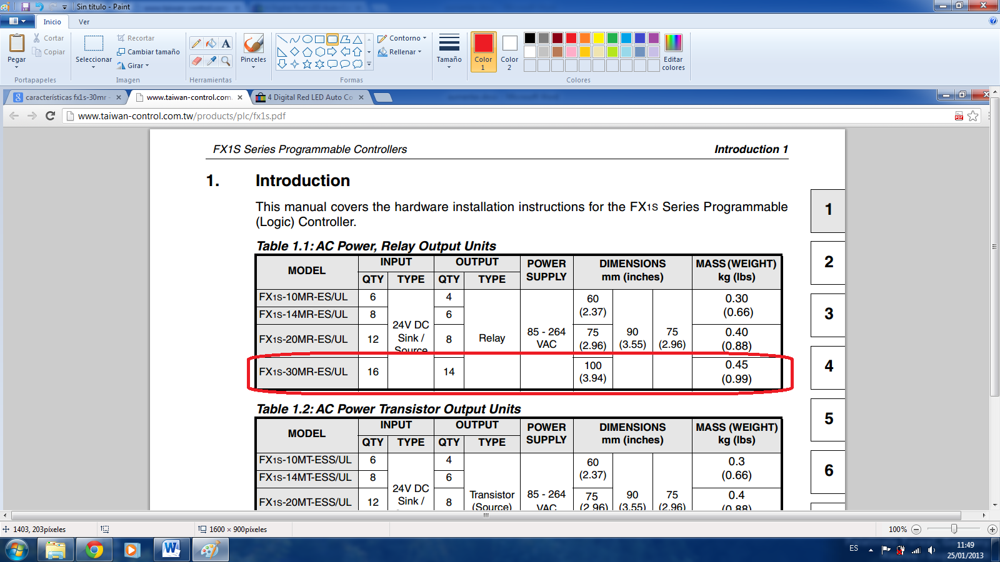 Sin título - Paint
Inicio Ver
Pegar Cortar Copiar Portapapeles
Seleccionar Recortar Cambiar tamaño Girar Imagen
Herramientas
Pinceles
Contorno Rellenar Formas
Tamaño
Color 1 Color 2 Editar colores Colores
características fx1s-30mr - www.taiwan-control.com. 4 Digital Red LED Auto Co
www.taiwan-control.com.tw/products/plc/fx1s.pdf
FX1S Series Programmable Controllers Introduction 1
1. Introduction
This manual covers the hardware installation instructions for the FX1S Series Programmable
(Logic) Controller.
Table 1.1: AC Power, Relay Output Units
MODEL INPUT OUTPUT POWER SUPPLY DIMENSIONS mm (inches) MASS (WEIGHT) kg (lbs)
QTY TYPE QTY TYPE
FX1S-10MR-ES/UL 6 4 60 (2.37) 0.30 (0.66)
FX1S-14MR-ES/UL 8 6
24V DC Sink / Source Relay 85 - 264 VAC 90 (3.55) 75 (2.96)
FX1S-20MR-ES/UL 12 8 75 (2.96) 0.40 (0.88)
FX1S-30MR-ES/UL 16 14 100 (3.94) 0.45 (0.99)
Table 1.2: AC Power Transistor Output Units
MODEL INPUT OUTPUT POWER SUPPLY DIMENSIONS mm (inches) MASS (WEIGHT) kg (lbs)
QTY TYPE QTY TYPE
FX1S-10MT-ESS/UL 6 4 60 (2.37) 0.3 (0.66)
FX1S-14MT-ESS/UL 8 6
24V DC Sink / Transistor (Source) 85 - 264 VAC 90 (3.55) 75 (2.96)
FX1S-20MT-ESS/UL 12 8 75 (2.96) 0.4 (0.88)
1
2
3
4
5
6
1403, 203píxeles 1600 × 900píxeles 100%
ES 11:49
25/01/2013